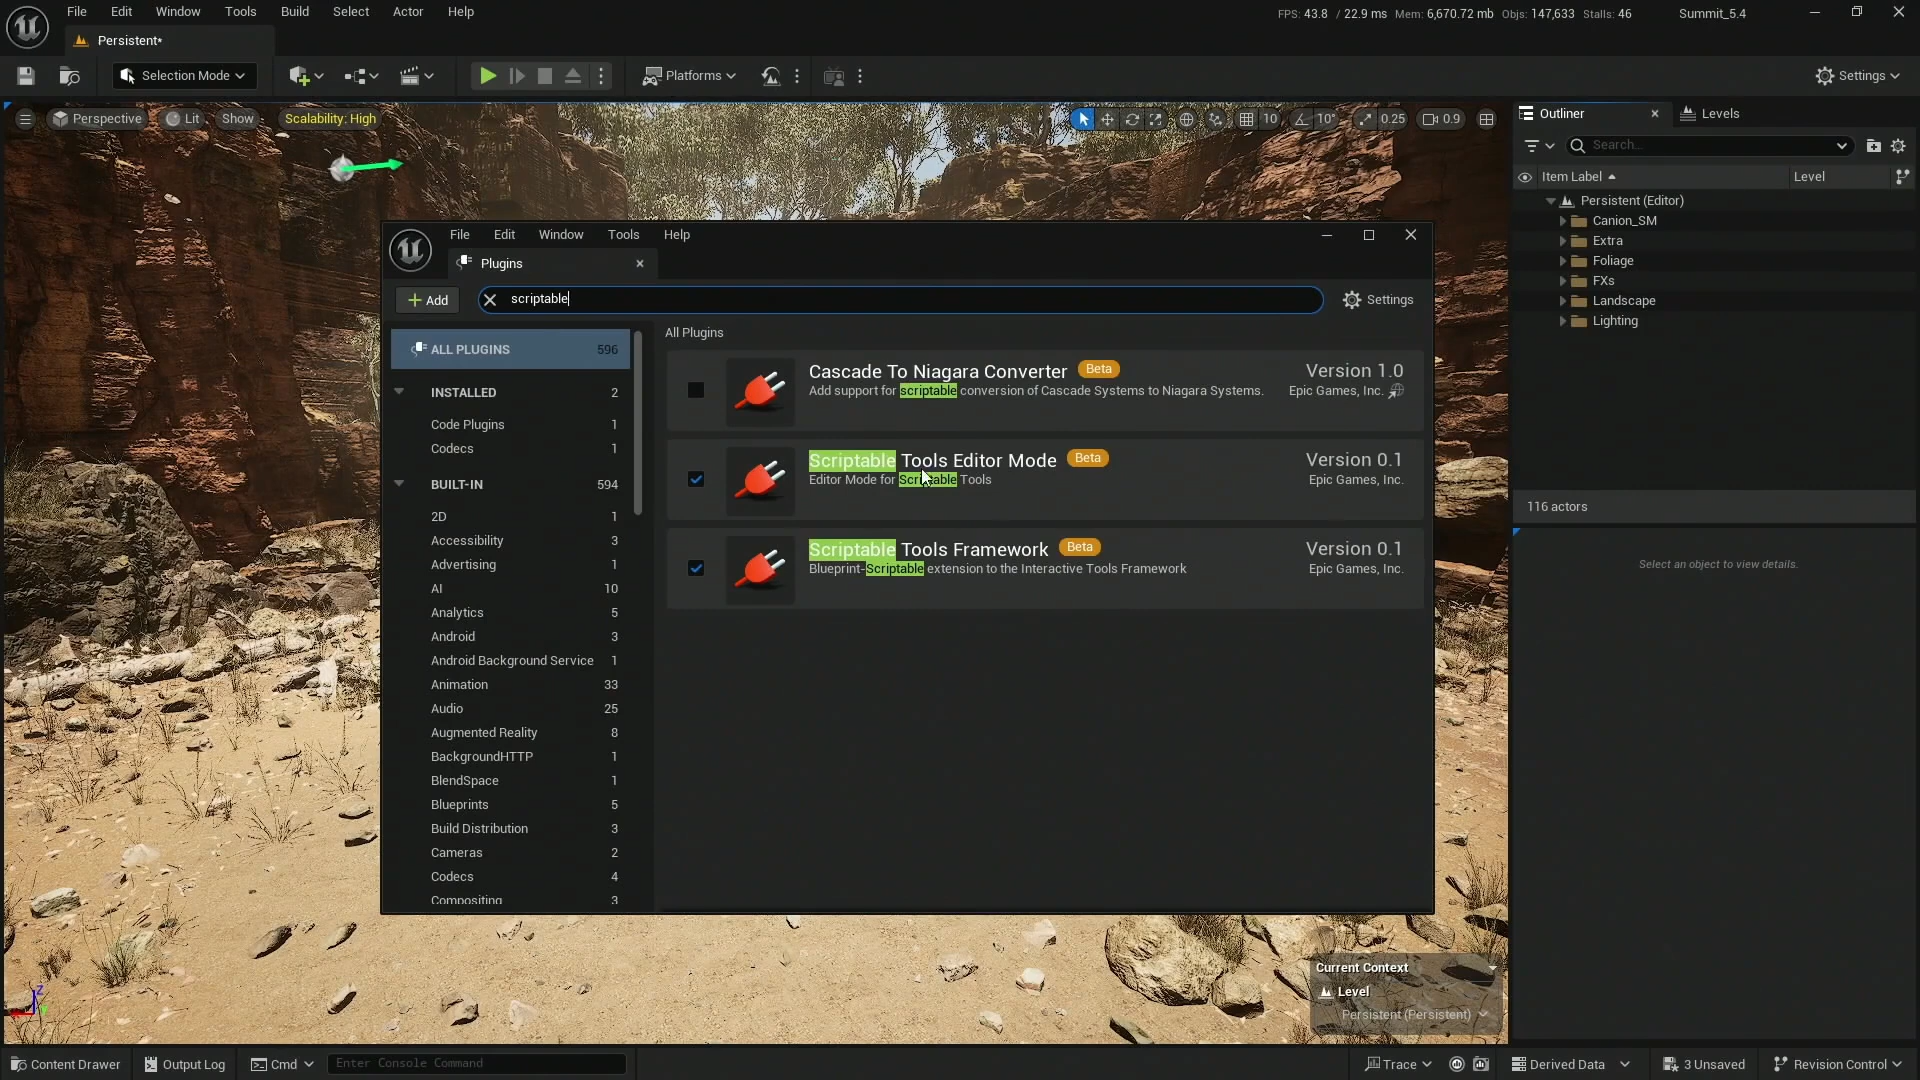 File Edit Window Tools Build Select Actor Help
FPS: 43.8 / 22.9 ms Mem: 6,670.72 mb Objs: 147,633 Stalls: 46
Summit_5.4
Persistent*
Selection Mode
Platforms
Settings
Perspective Lit Show Scalability: High
10 10° 0.25 0.9
Outliner
Levels
Search...
Item Label Level
Persistent (Editor)
Canion_SM
Extra
Foliage
FXs
Landscape
Lighting
116 actors
Select an object to view details.
File Edit Window Tools Help
Plugins
Add
scriptable
Settings
ALL PLUGINS 596
INSTALLED 2
Code Plugins 1
Codecs 1
BUILT-IN 594
2D 1
Accessibility 3
Advertising 1
AI 10
Analytics 5
Android 3
Android Background Service 1
Animation 33
Audio 25
Augmented Reality 8
BackgroundHTTP 1
BlendSpace 1
Blueprints 5
Build Distribution 3
Cameras 2
Codecs 4
Compositing 3
All Plugins
Cascade To Niagara Converter Beta Version 1.0
Add support for scriptable conversion of Cascade Systems to Niagara Systems. Epic Games, Inc.
Scriptable Tools Editor Mode Beta Version 0.1
Editor Mode for Scriptable Tools Epic Games, Inc.
Scriptable Tools Framework Beta Version 0.1
Blueprint-Scriptable extension to the Interactive Tools Framework Epic Games, Inc.
Current Context
Level
Persistent (Persistent)
Z
Y
Content Drawer Output Log Cmd Enter Console Command
Trace Derived Data 3 Unsaved Revision Control